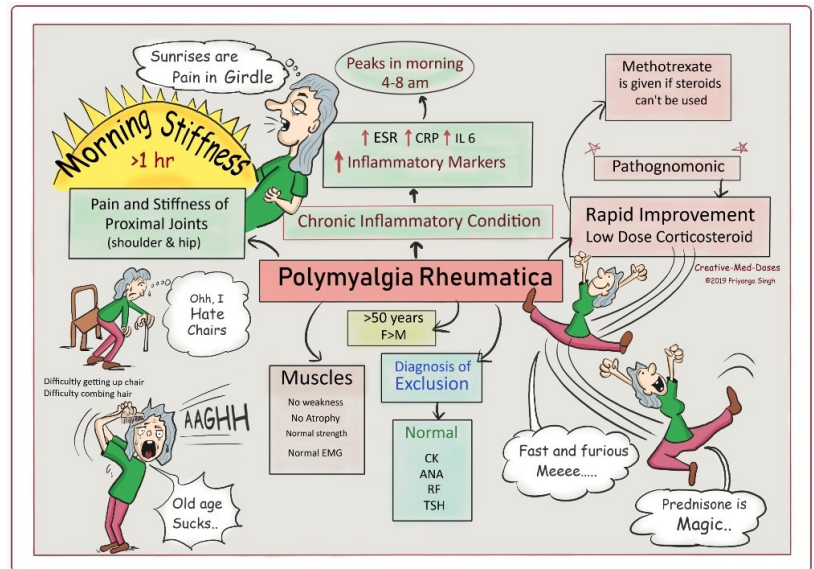 Sunrises are
Pain in Girdle
Morning Stiffness
>1 hr
Pain and Stiffness of
Proximal Joints
(shoulder & hip)
Peaks in morning
4-8 am
↑ ESR ↑ CRP ↑ IL 6
↑ Inflammatory Markers
Chronic Inflammatory Condition
Polymyalgia Rheumatica
Methotrexate
is given if steroids
can't be used
Pathognomonic
Rapid Improvement
Low Dose Corticosteroid
Creative-Med-Doses
©2019 Priyanga Singh
Ohh, I
Hate
Chairs
Difficultly getting up chair
Difficulty combing hair
AAGHH
Old age
Sucks..
>50 years
F>M
Muscles
No weakness
No Atrophy
Normal strength
Normal EMG
Diagnosis of
Exclusion
Normal
CK
ANA
RF
TSH
Fast and furious
Meeee.....
Prednisone is
Magic..